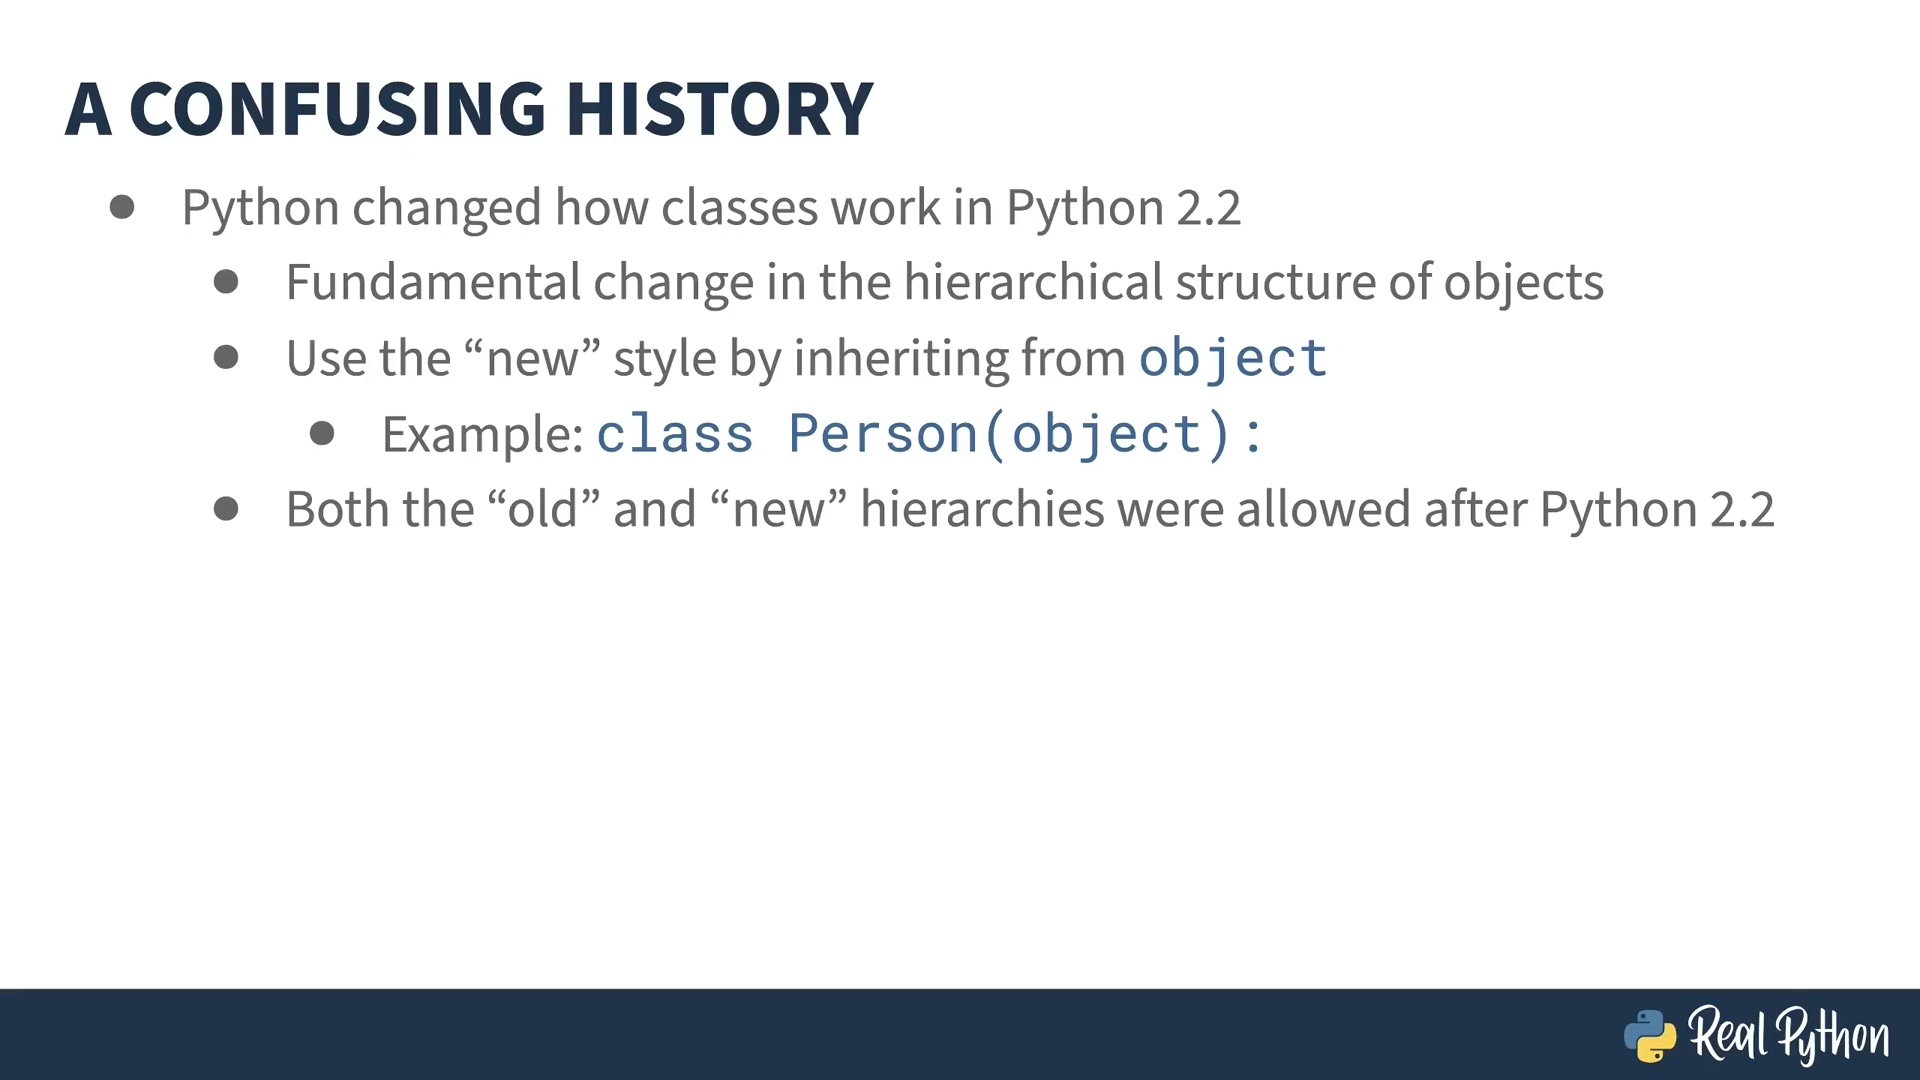 A CONFUSING HISTORY
● Python changed how classes work in Python 2.2
● Fundamental change in the hierarchical structure of objects
● Use the “new” style by inheriting from object
● Example: class Person(object):
● Both the “old” and “new” hierarchies were allowed after Python 2.2
Real Python